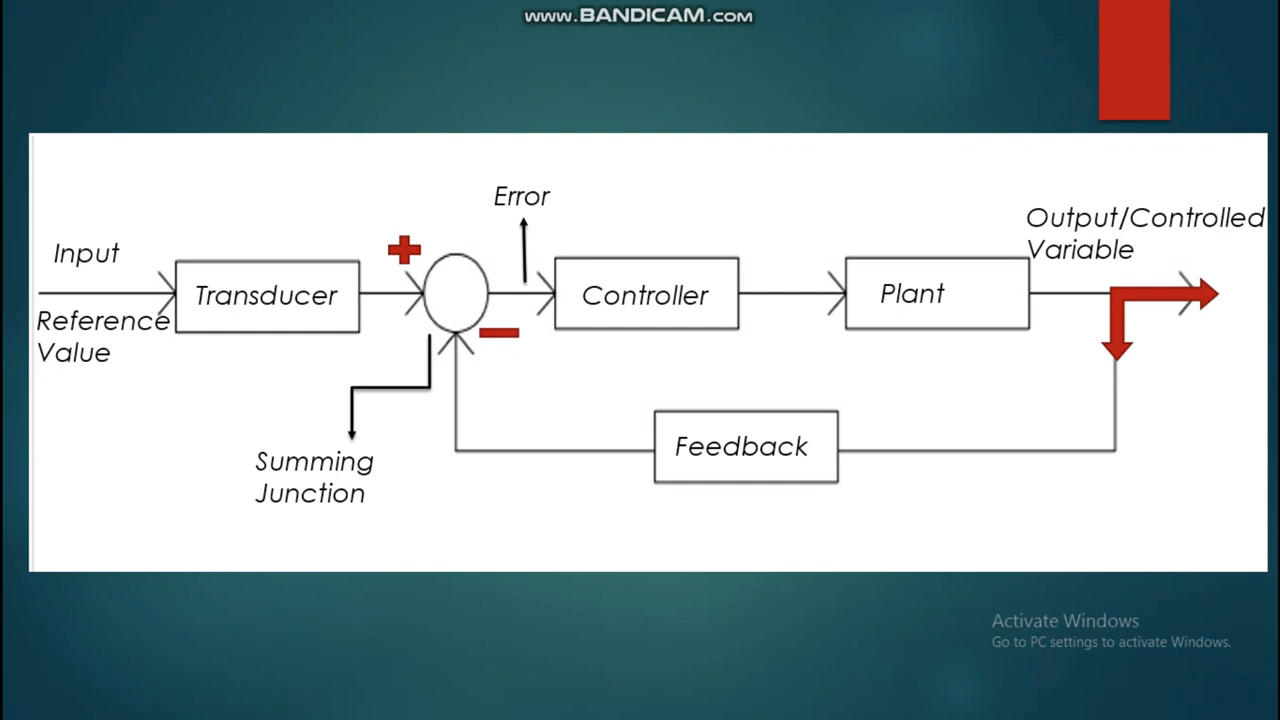 www.BANDICAM.com
Error
Output/Controlled
Variable
Input
Transducer
Controller
Plant
Reference
Value
Feedback
Summing
Junction
Activate Windows
Go to PC settings to activate Windows.